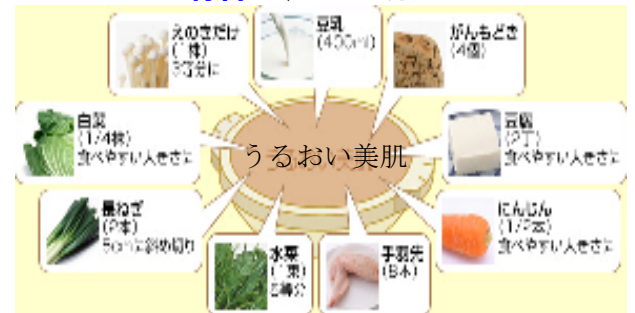 えのきだけ
(1株)
3等分に
豆乳
(400ml)
がんもどき
(4個)
白菜
(1/4株)
食べやすい大きさに
豆腐
(2丁)
食べやすい大きさに
うるおい美肌
長ねぎ
(2本)
5cmに斜め切り
にんじん
(1/2本)
食べやすい大きさに
水菜
(1束)
手羽先
(8本)